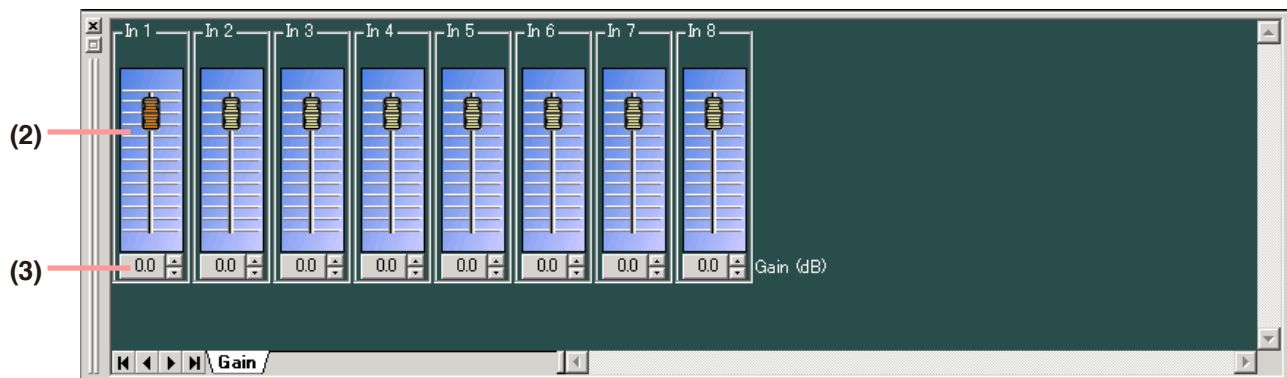 In 1 In 2 In 3 In 4 In 5 In 6 In 7 In 8
(2)
(3) 0.0 0.0 0.0 0.0 0.0 0.0 0.0 0.0 Gain (dB)
Gain